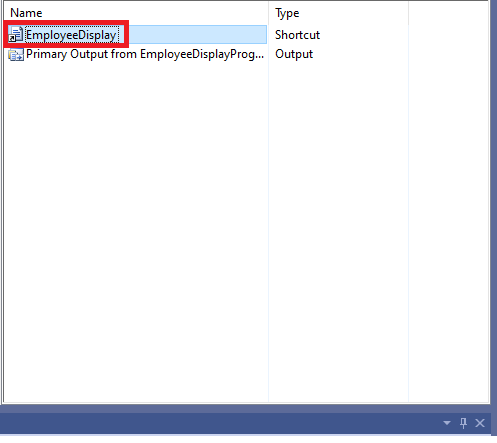 Name Type
EmployeeDisplay Shortcut
Primary Output from EmployeeDisplayProg... Output